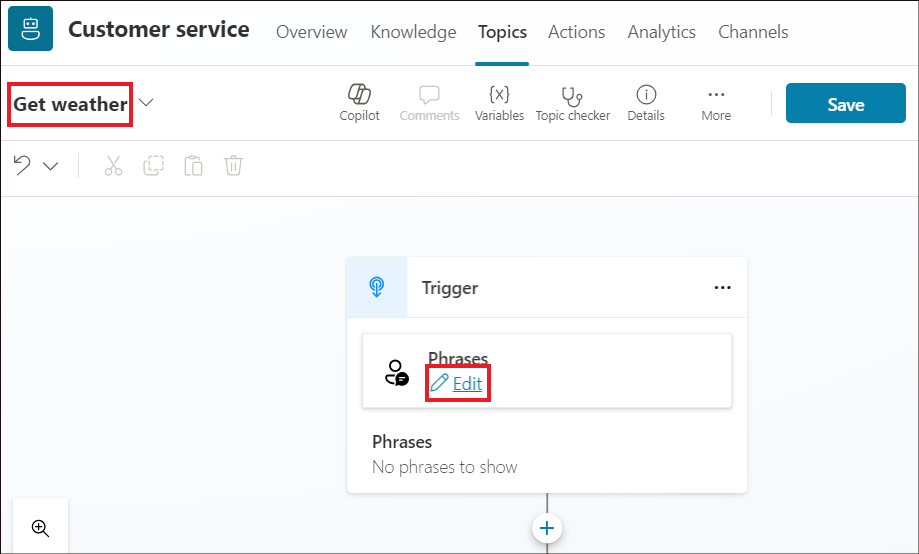 Customer service Overview Knowledge Topics Actions Analytics Channels
Get weather
Copilot Comments Variables Topic checker Details More Save
Trigger
Phrases
Edit
Phrases
No phrases to show